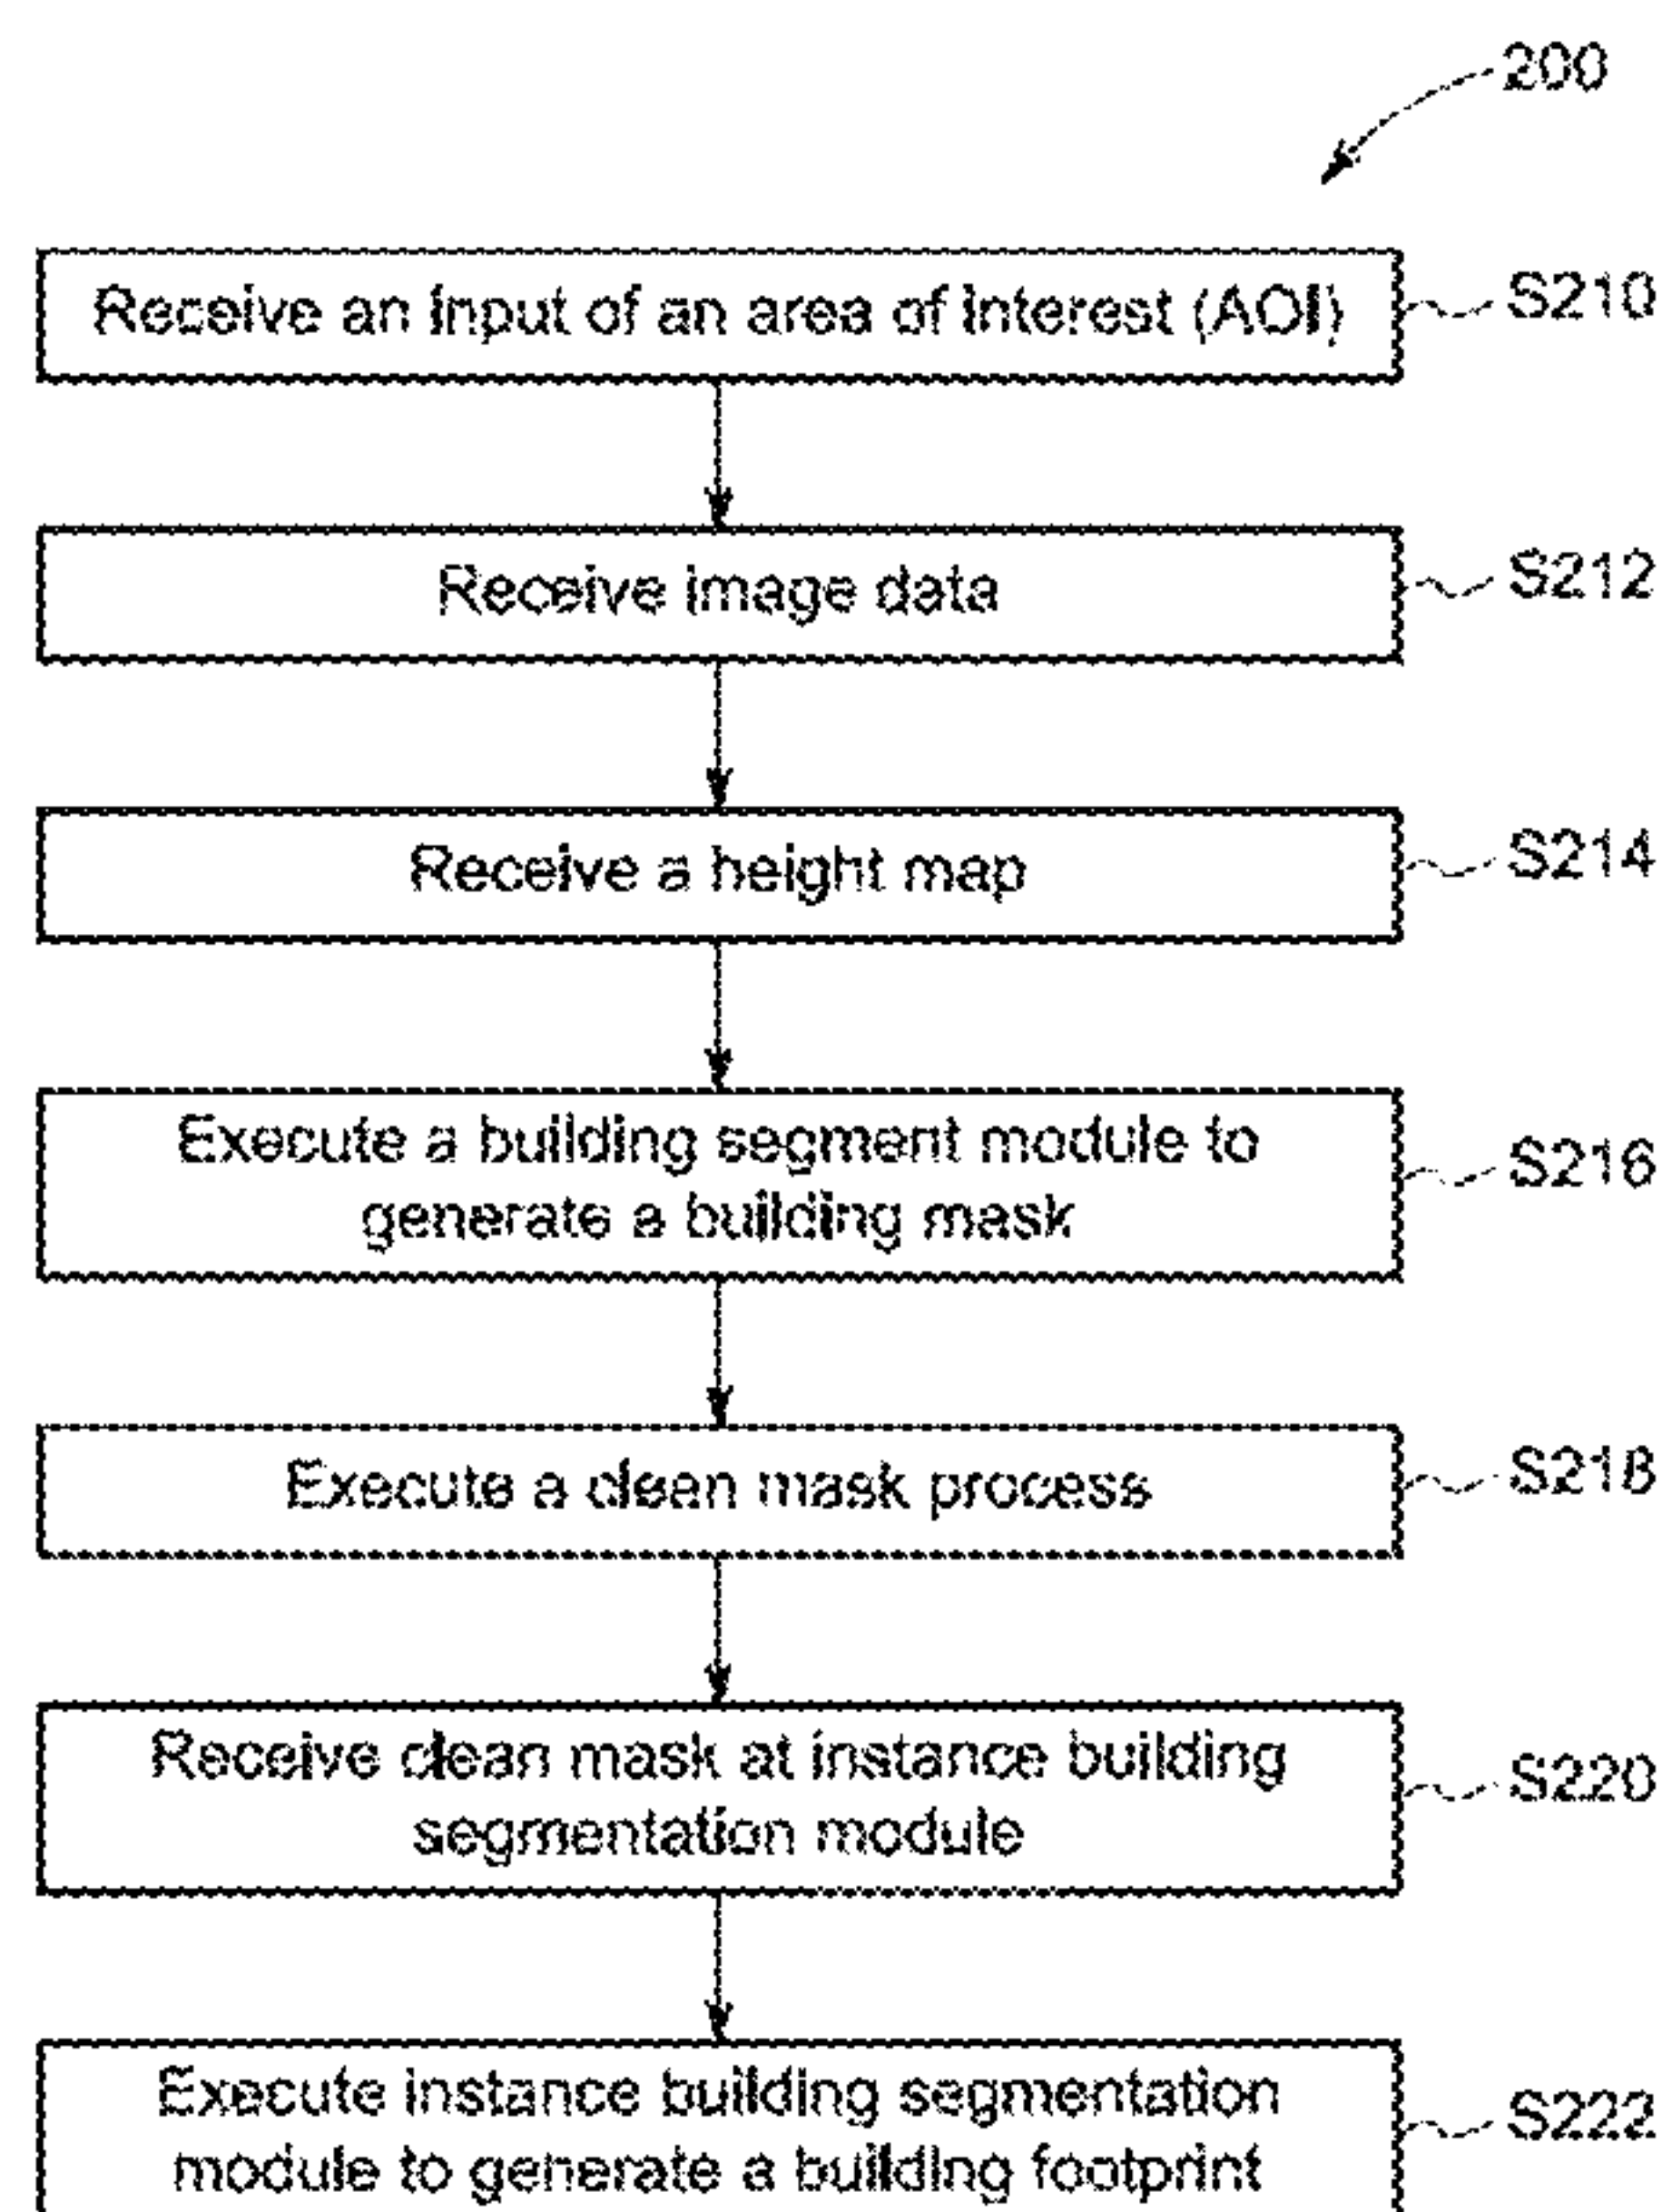 200
Receive an input of an area of interest (AOI)
S210
Receive image data
S212
Receive a height map
S214
Execute a building segment module to
generate a building mask
S216
Execute a clean mask process
S218
Receive clean mask at instance building
segmentation module
S220
Execute instance building segmentation
module to generate a building footprint
S222